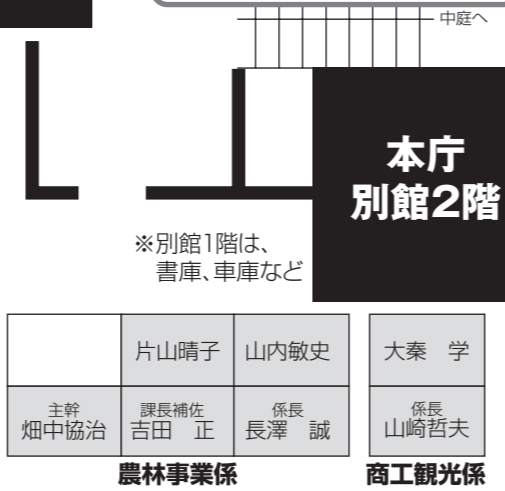 中庭へ
本庁
別館2階
※別館1階は、
書庫、車庫など
片山晴子 山内敏史 大秦 学
主幹 課長補佐 係長 係長
畑中協治 吉田 正 長澤 誠 山崎哲夫
農林事業係 商工観光係